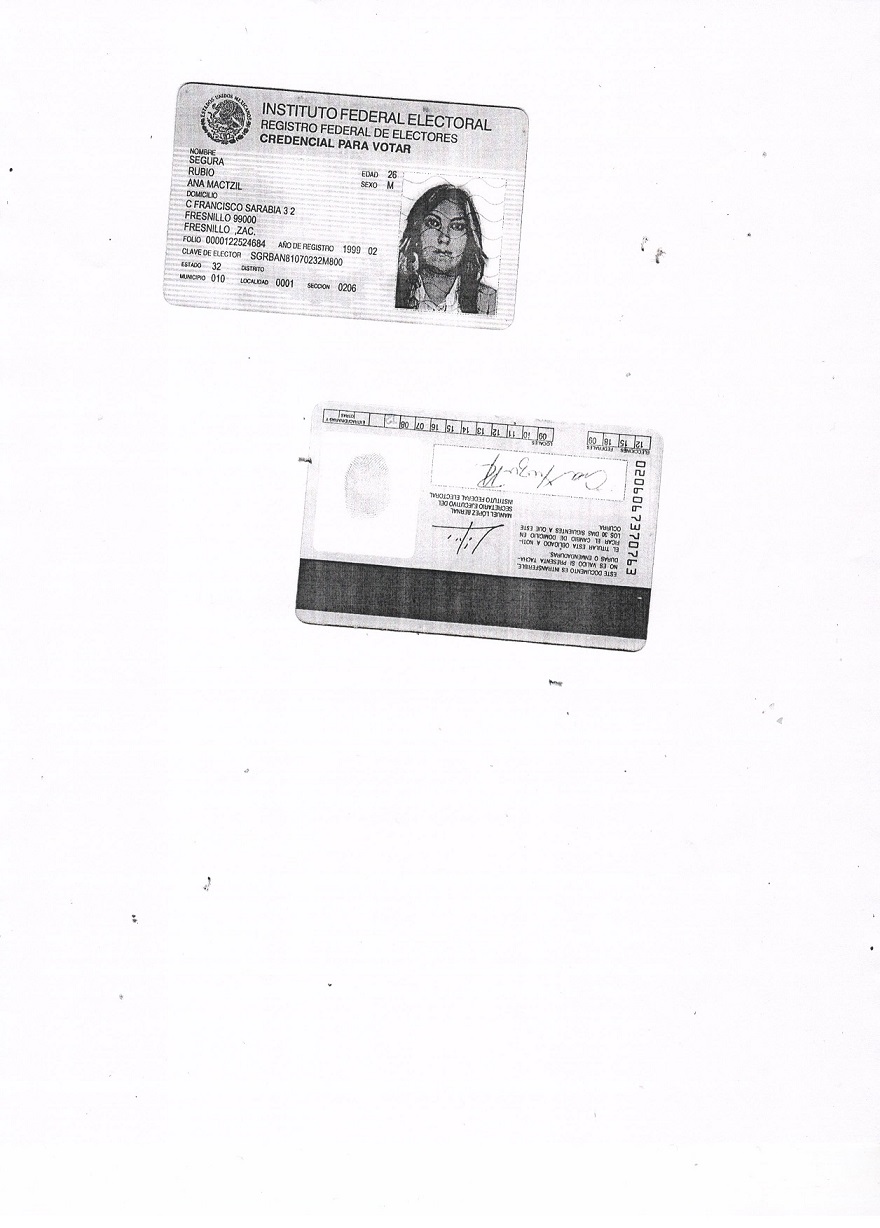 ESTADOS UNIDOS MEXICANOS
INSTITUTO FEDERAL ELECTORAL
REGISTRO FEDERAL DE ELECTORES
CREDENCIAL PARA VOTAR
NOMBRE
SEGURA
RUBIO
ANA MACTZIL
EDAD 26
SEXO M
DOMICILIO
C FRANCISCO SARABIA 3 2
FRESNILLO 99000
FRESNILLO ,ZAC.
FOLIO 0000122524684 AÑO DE REGISTRO 1999 02
CLAVE DE ELECTOR SGRBAN81070232M800
ESTADO 32 DISTRITO
MUNICIPIO 010 LOCALIDAD 0001 SECCION 0206
ESTE DOCUMENTO ES INTRANSFERIBLE.
NO ES VALIDO SI PRESENTA TACHA-
DURAS O ENMENDADURAS.
EL TITULAR ESTA OBLIGADO A NOTI-
FICAR EL CAMBIO DE DOMICILIO EN
LOS 30 DIAS SIGUIENTES A QUE ESTE
OCURRA.
MANUEL LÓPEZ BERNAL
SECRETARIO EJECUTIVO DEL
INSTITUTO FEDERAL ELECTORAL
ELECCIONES FEDERALES
12 15 18 09
LOCALES
09 10 11 12 13 14 15 16 07 08
EXTRAORDINARIAS Y
OTRAS